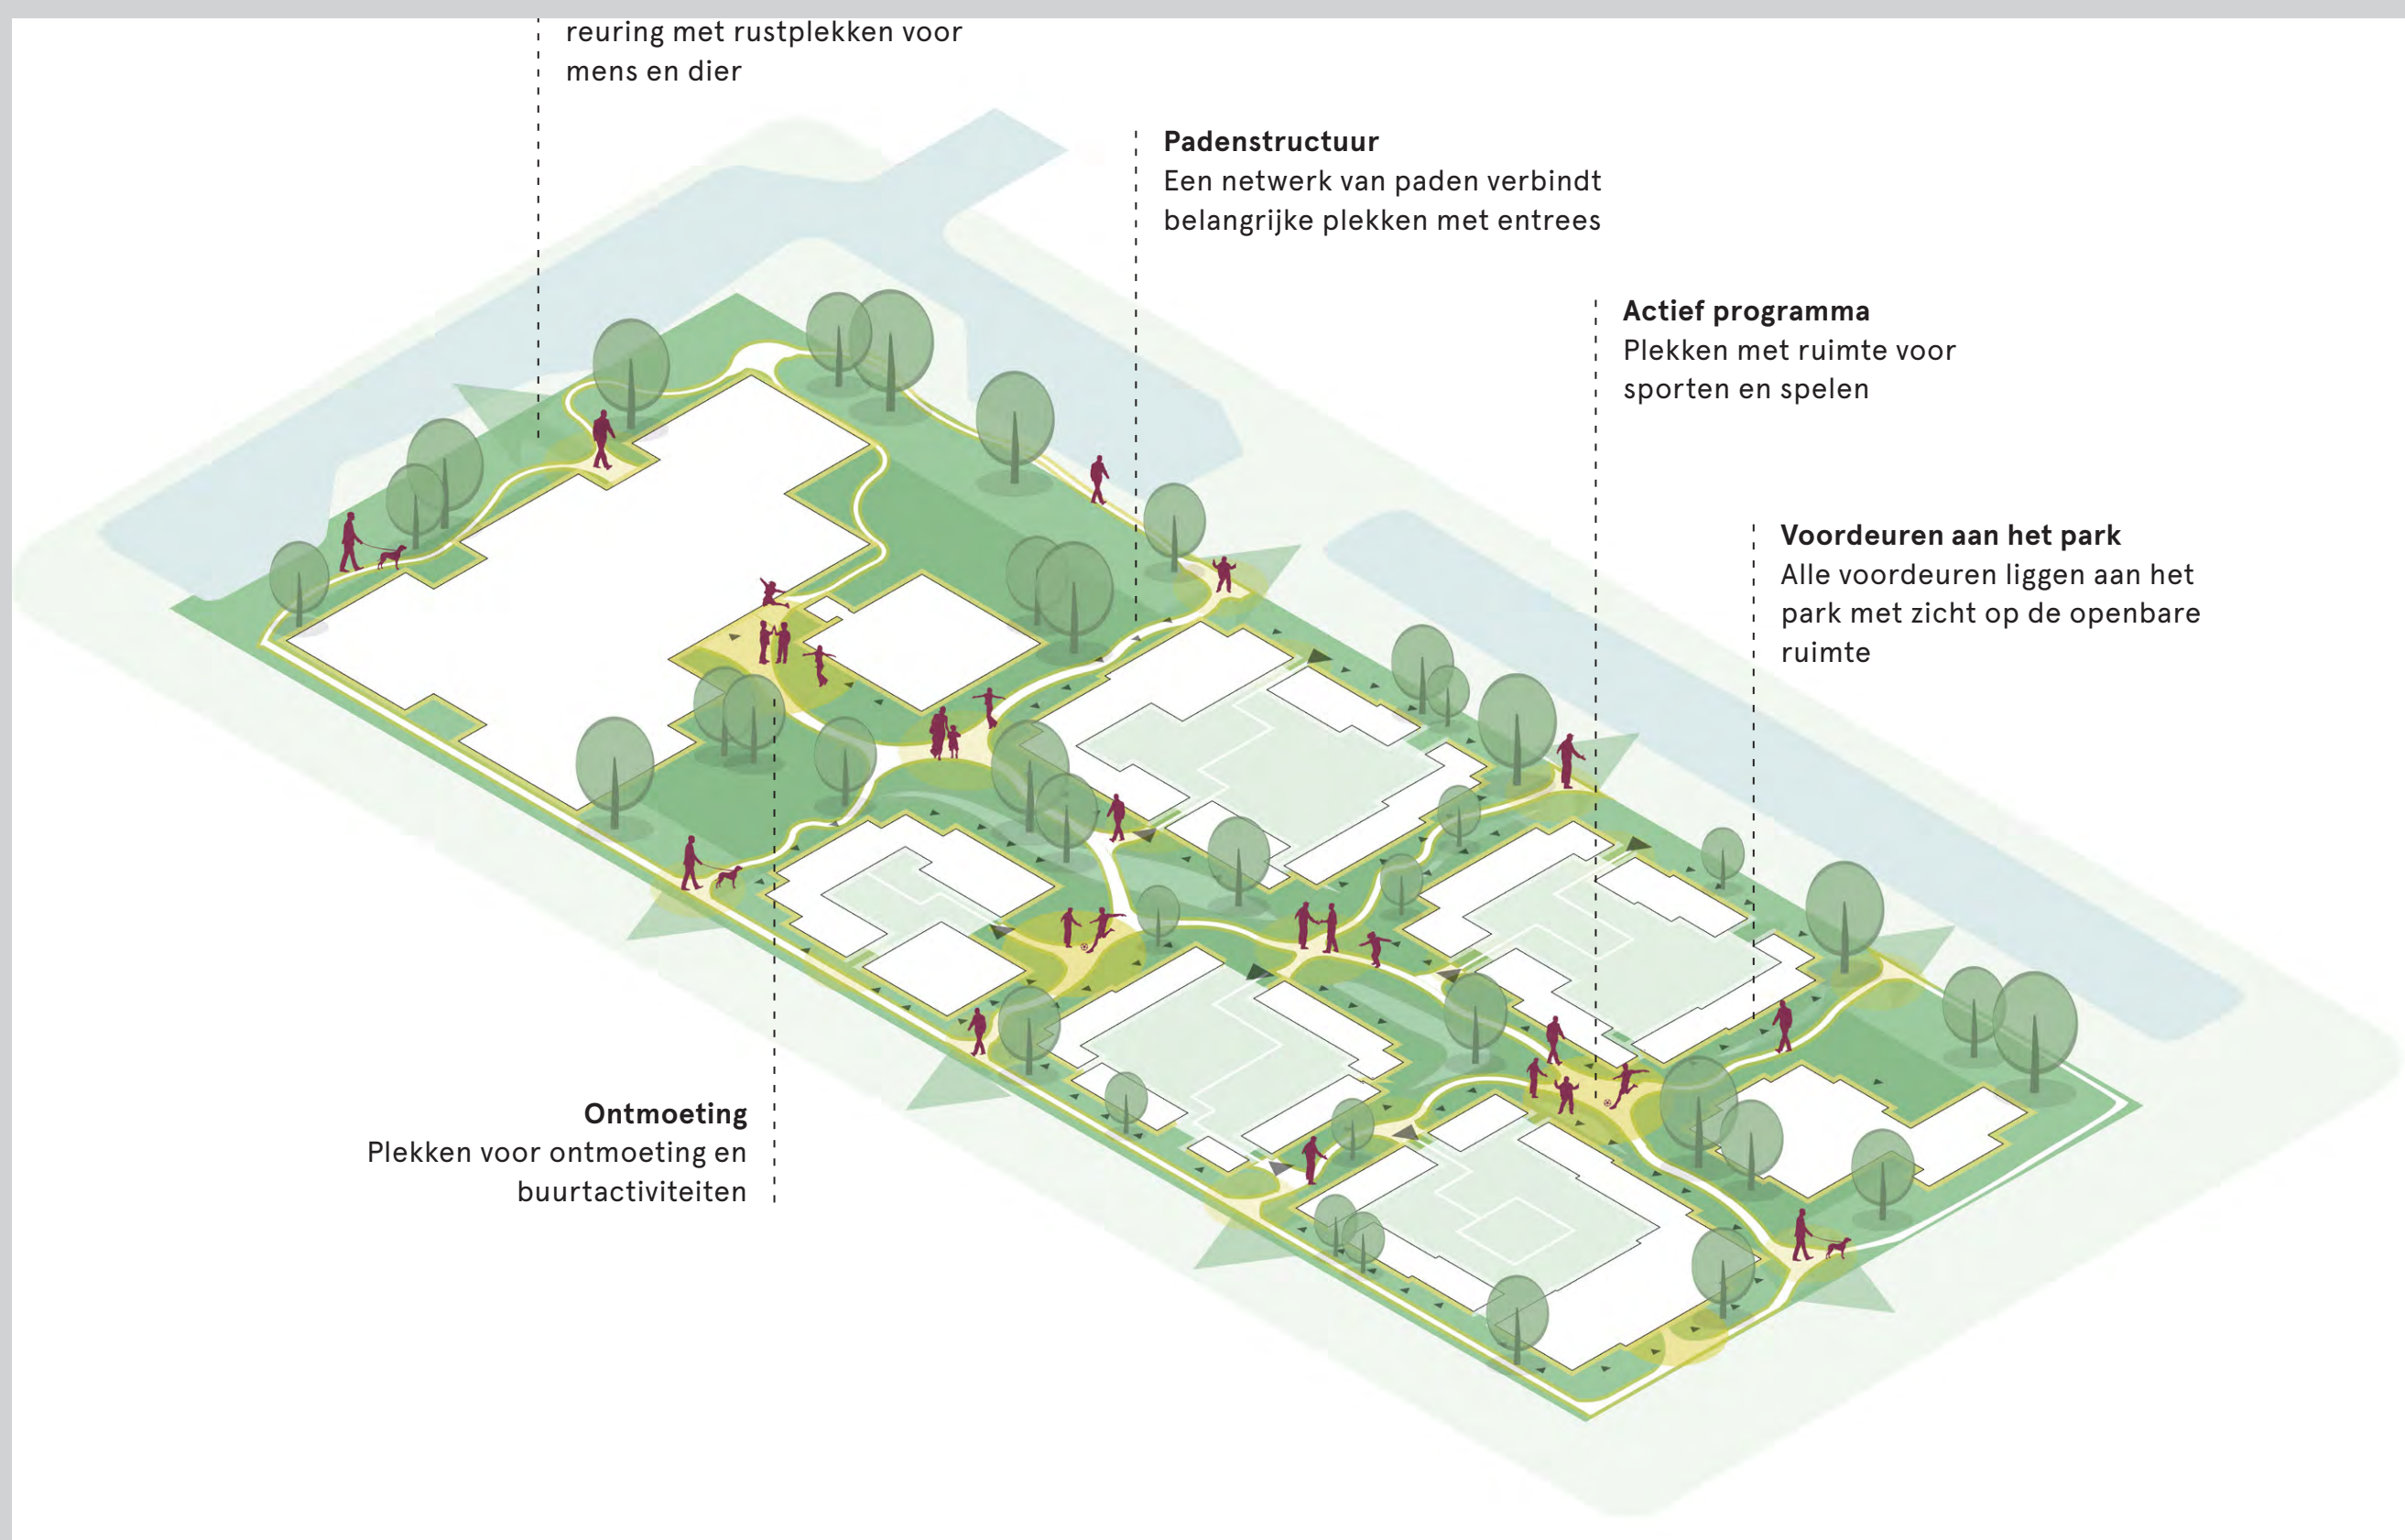 reuring met rustplekken voor
mens en dier
Padenstructuur
Een netwerk van paden verbindt
belangrijke plekken met entrees
Actief programma
Plekken met ruimte voor
sporten en spelen
Voordeuren aan het park
Alle voordeuren liggen aan het
park met zicht op de openbare
ruimte
Ontmoeting
Plekken voor ontmoeting en
buurtactiviteiten